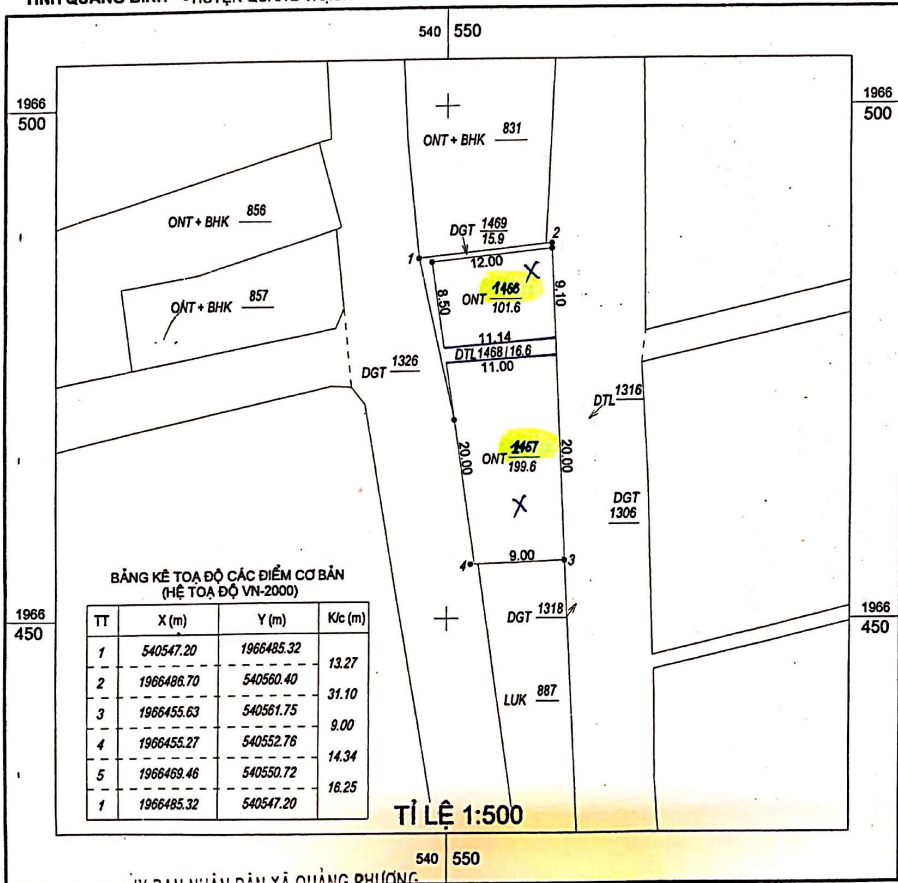 TỈNH QUẢNG BÌNH
540 550
1966
500
1966
500
ONT + BHK 831
ONT + BHK 856
DGT 1469
15.9
2
1
12.00
ONT 1466
101.6
X
9.10
8.50
ONT + BHK 857
11.14
DTL 1468 / 16.6
11.00
DGT 1326
DTL 1316
ONT 1467
199.6
20.00
20.00
X
DGT
1306
9.00
4
3
BẢNG KÊ TOẠ ĐỘ CÁC ĐIỂM CƠ BẢN
(HỆ TOẠ ĐỘ VN-2000)
TT X (m) Y (m) K/c (m)
1 540547.20 1966485.32
13.27
2 1966486.70 540560.40
31.10
3 1966455.63 540561.75
9.00
4 1966455.27 540552.76
14.34
5 1966469.46 540550.72
16.25
1 1966485.32 540547.20
DGT 1318
1966
450
1966
450
LUK 887
TỈ LỆ 1:500
540 550
ỦY BAN NHÂN DÂN XÃ QUẢNG PHƯƠNG